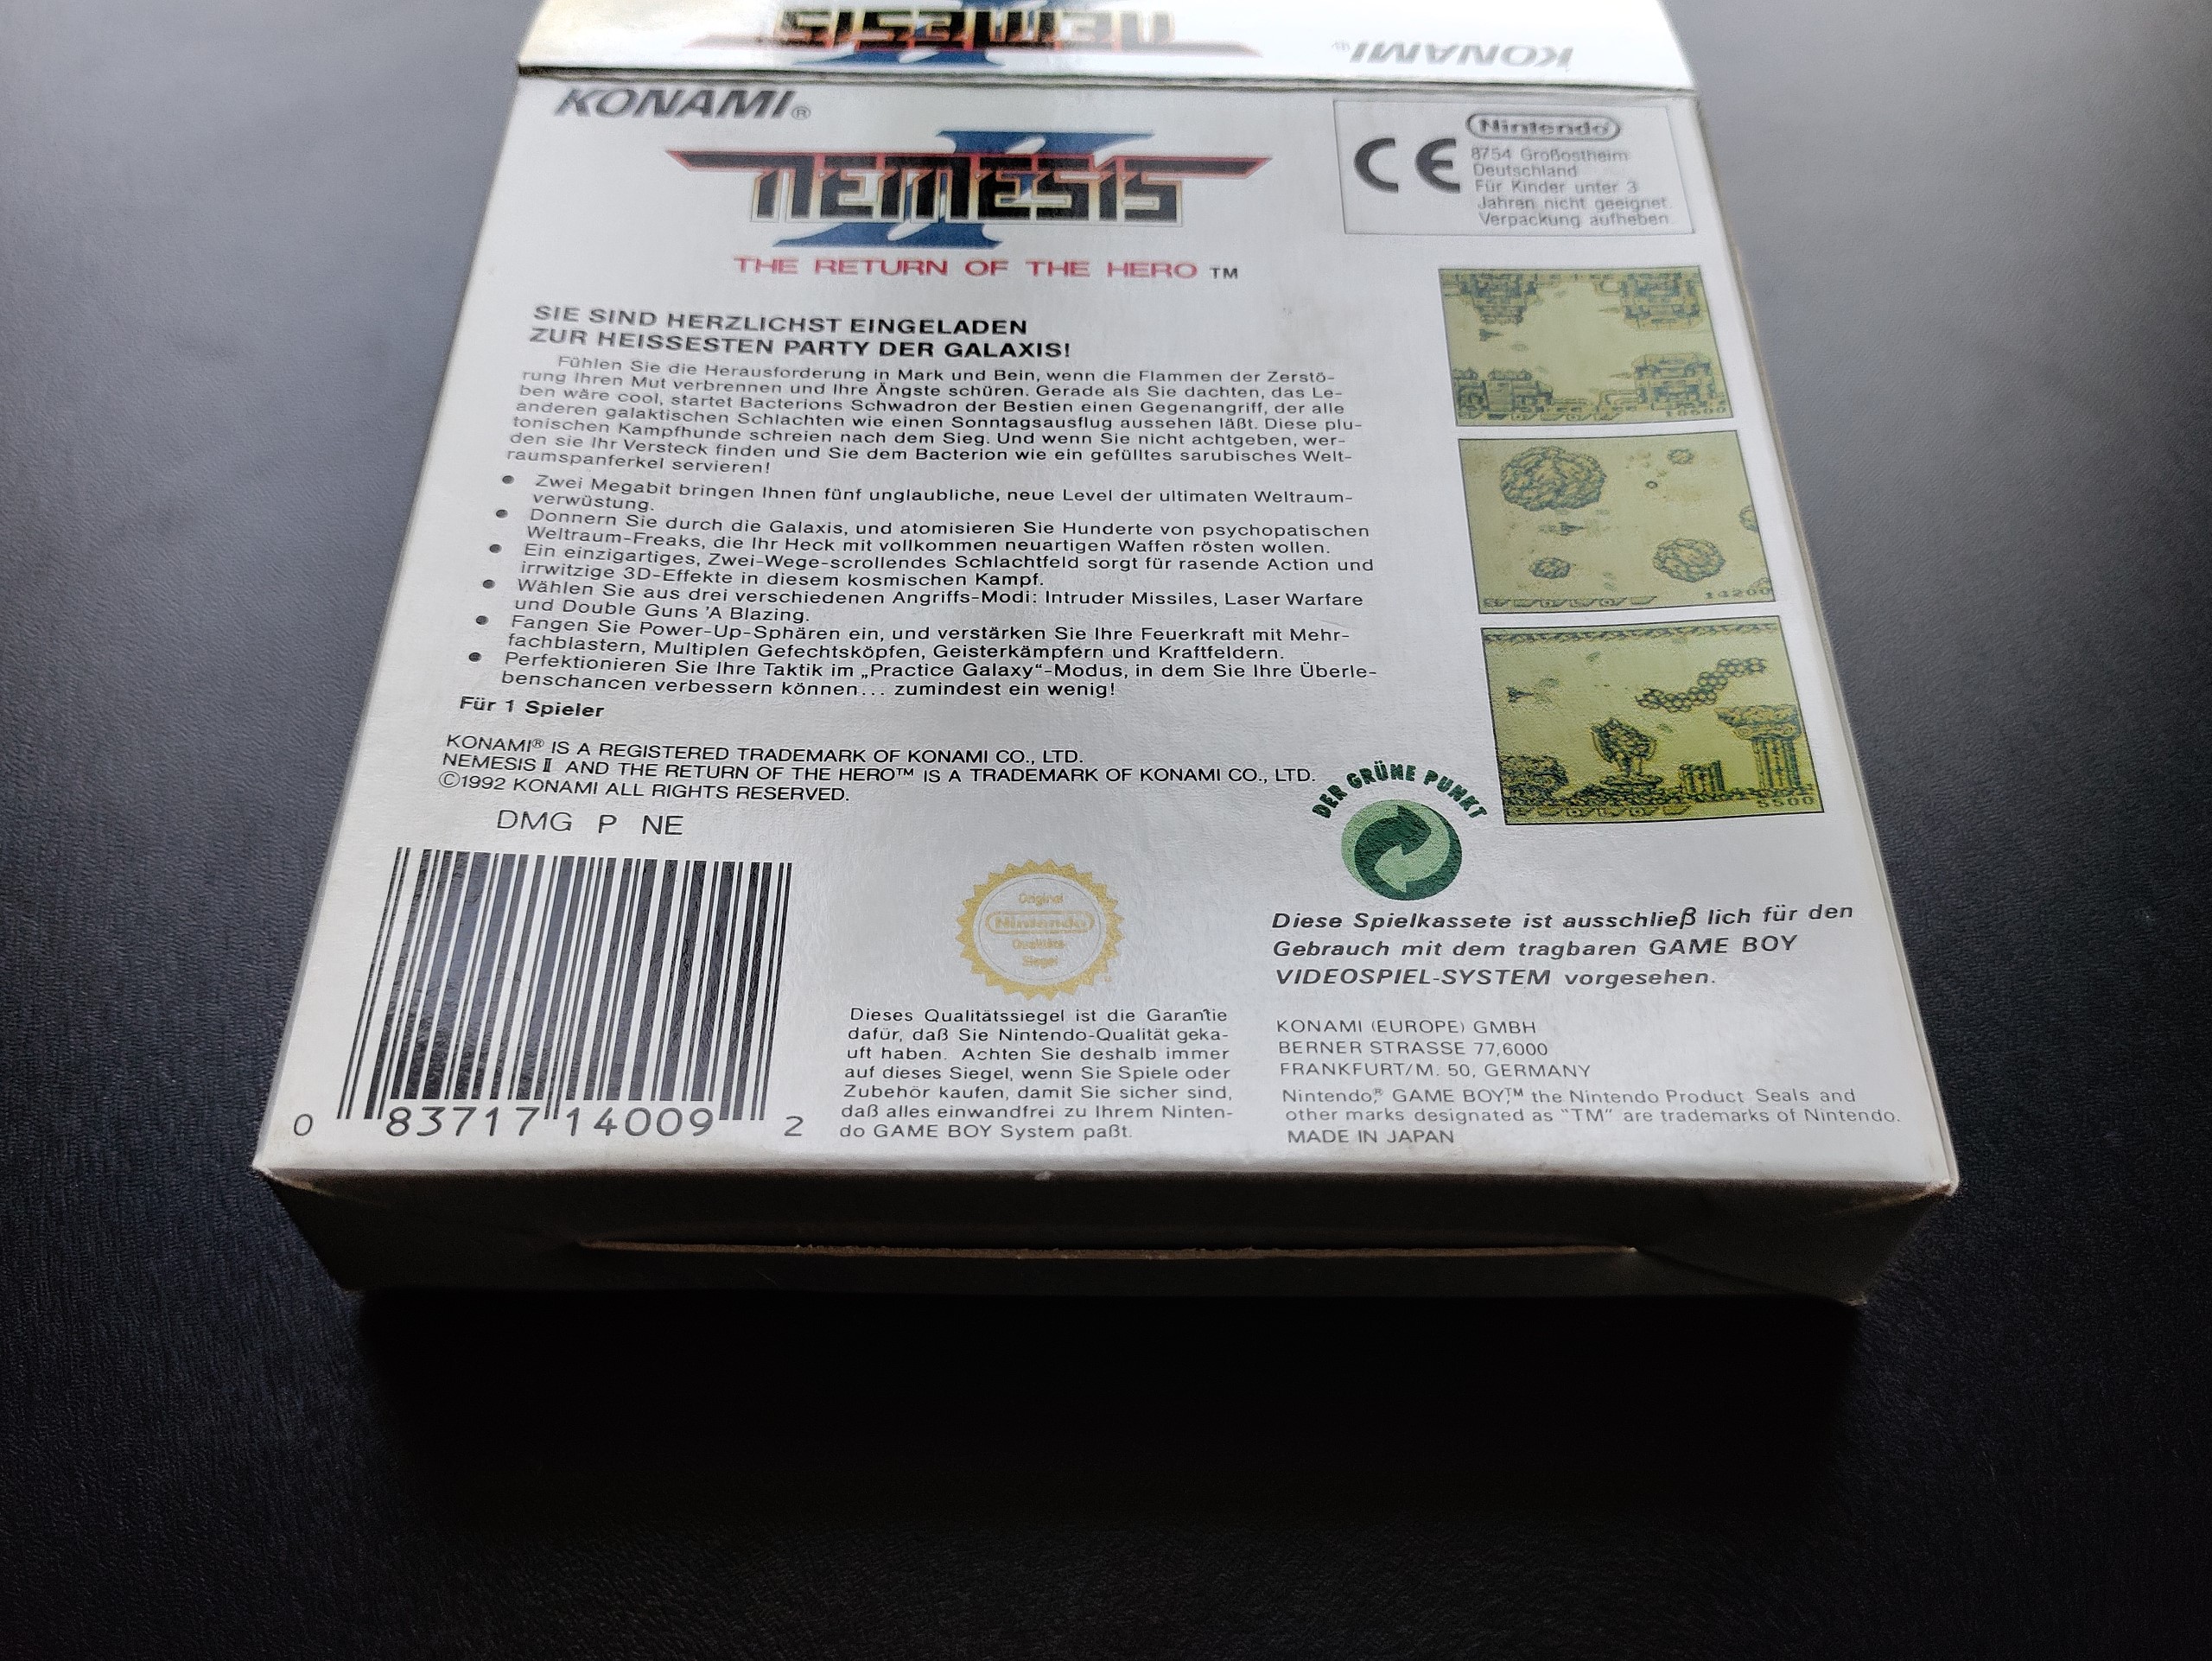 NEMESIS II
KONAMI®
KONAMI®
NEMESIS II
THE RETURN OF THE HERO ™
CE
Nintendo
8754 Großostheim
Deutschland
Für Kinder unter 3
Jahren nicht geeignet.
Verpackung aufheben.
SIE SIND HERZLICHST EINGELADEN
ZUR HEISSESTEN PARTY DER GALAXIS!
Fühlen Sie die Herausforderung in Mark und Bein, wenn die Flammen der Zerstö-
rung Ihren Mut verbrennen und Ihre Ängste schüren. Gerade als Sie dachten, das Le-
ben wäre cool, startet Bacterions Schwadron der Bestien einen Gegenangriff, der alle
anderen galaktischen Schlachten wie einen Sonntagsausflug aussehen läßt. Diese plu-
tonischen Kampfhunde schreien nach dem Sieg. Und wenn Sie nicht achtgeben, wer-
den sie Ihr Versteck finden und Sie dem Bacterion wie ein gefülltes sarubisches Welt-
raumspanferkel servieren!
• Zwei Megabit bringen Ihnen fünf unglaubliche, neue Level der ultimaten Weltraum-
verwüstung.
• Donnern Sie durch die Galaxis, und atomisieren Sie Hunderte von psychopatischen
Weltraum-Freaks, die Ihr Heck mit vollkommen neuartigen Waffen rösten wollen.
• Ein einzigartiges, Zwei-Wege-scrollendes Schlachtfeld sorgt für rasende Action und
irrwitzige 3D-Effekte in diesem kosmischen Kampf.
• Wählen Sie aus drei verschiedenen Angriffs-Modi: Intruder Missiles, Laser Warfare
und Double Guns 'A Blazing.
• Fangen Sie Power-Up-Sphären ein, und verstärken Sie Ihre Feuerkraft mit Mehr-
fachblastern, Multiplen Gefechtsköpfen, Geisterkämpfern und Kraftfeldern.
• Perfektionieren Sie Ihre Taktik im „Practice Galaxy“-Modus, in dem Sie Ihre Überle-
benschancen verbessern können... zumindest ein wenig!
Für 1 Spieler
10600
14200
5500
KONAMI® IS A REGISTERED TRADEMARK OF KONAMI CO., LTD.
NEMESIS II AND THE RETURN OF THE HERO™ IS A TRADEMARK OF KONAMI CO., LTD.
©1992 KONAMI ALL RIGHTS RESERVED.
DMG P NE
DER GRÜNE PUNKT
0 83717 14009 2
Original
Nintendo
Qualitäts-
Siegel
Dieses Qualitätssiegel ist die Garantie
dafür, daß Sie Nintendo-Qualität geka-
uft haben. Achten Sie deshalb immer
auf dieses Siegel, wenn Sie Spiele oder
Zubehör kaufen, damit Sie sicher sind,
daß alles einwandfrei zu Ihrem Ninten-
do GAME BOY System paßt.
Diese Spielkassete ist ausschließ lich für den
Gebrauch mit dem tragbaren GAME BOY
VIDEOSPIEL-SYSTEM vorgesehen.
KONAMI (EUROPE) GMBH
BERNER STRASSE 77,6000
FRANKFURT/M. 50, GERMANY
Nintendo,® GAME BOY,™ the Nintendo Product Seals and
other marks designated as “TM” are trademarks of Nintendo.
MADE IN JAPAN